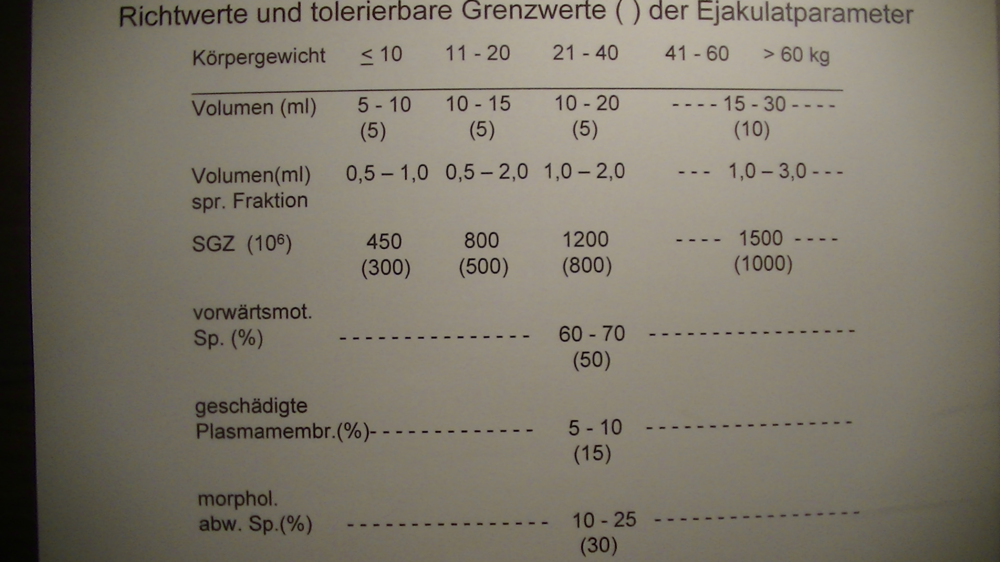 Richtwerte und tolerierbare Grenzwerte ( ) der Ejakulatparameter
Körpergewicht ≤ 10 11 - 20 21 - 40 41 - 60 > 60 kg
Volumen (ml) 5 - 10 10 - 15 10 - 20 - - - - 15 - 30 - - - -
(5) (5) (5) (10)
Volumen(ml) 0,5 – 1,0 0,5 – 2,0 1,0 – 2,0 - - - 1,0 – 3,0 - - -
spr. Fraktion
SGZ (10⁶) 450 800 1200 - - - - 1500 - - - -
(300) (500) (800) (1000)
vorwärtsmot.
Sp. (%) - - - - - - - - - - - - - - - 60 - 70 - - - - - - - - - - - - - - - -
(50)
geschädigte
Plasmamembr.(%)- - - - - - - - - - - - - 5 - 10 - - - - - - - - - - - - - - - -
(15)
morphol.
abw. Sp.(%) - - - - - - - - - - - - - - - - 10 - 25 - - - - - - - - - - - - - - - -
(30)